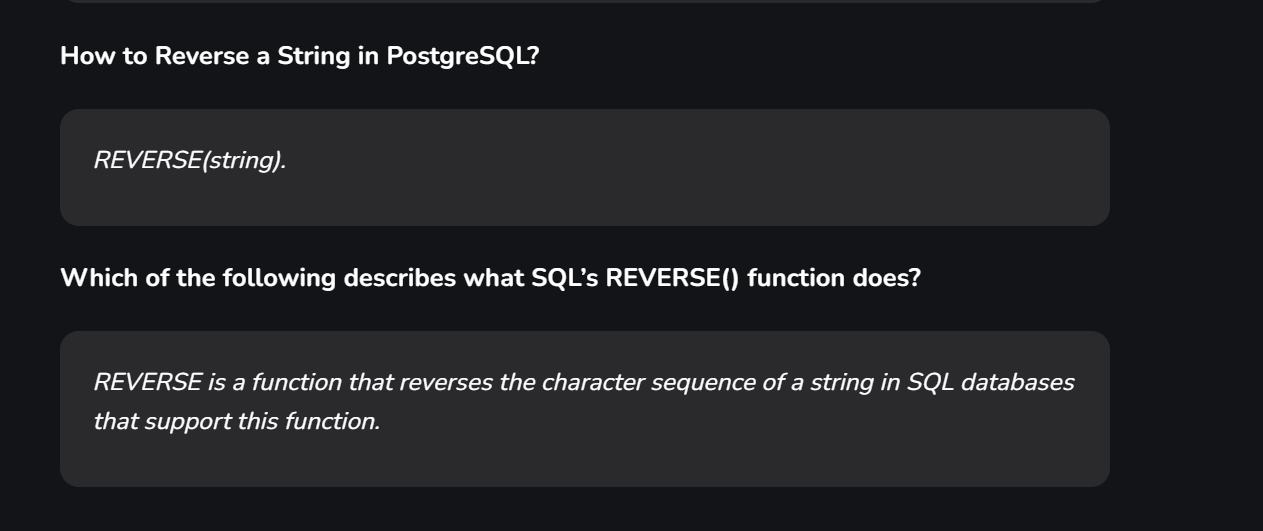 How to Reverse a String in PostgreSQL?
REVERSE(string).
Which of the following describes what SQL’s REVERSE() function does?
REVERSE is a function that reverses the character sequence of a string in SQL databases
that support this function.